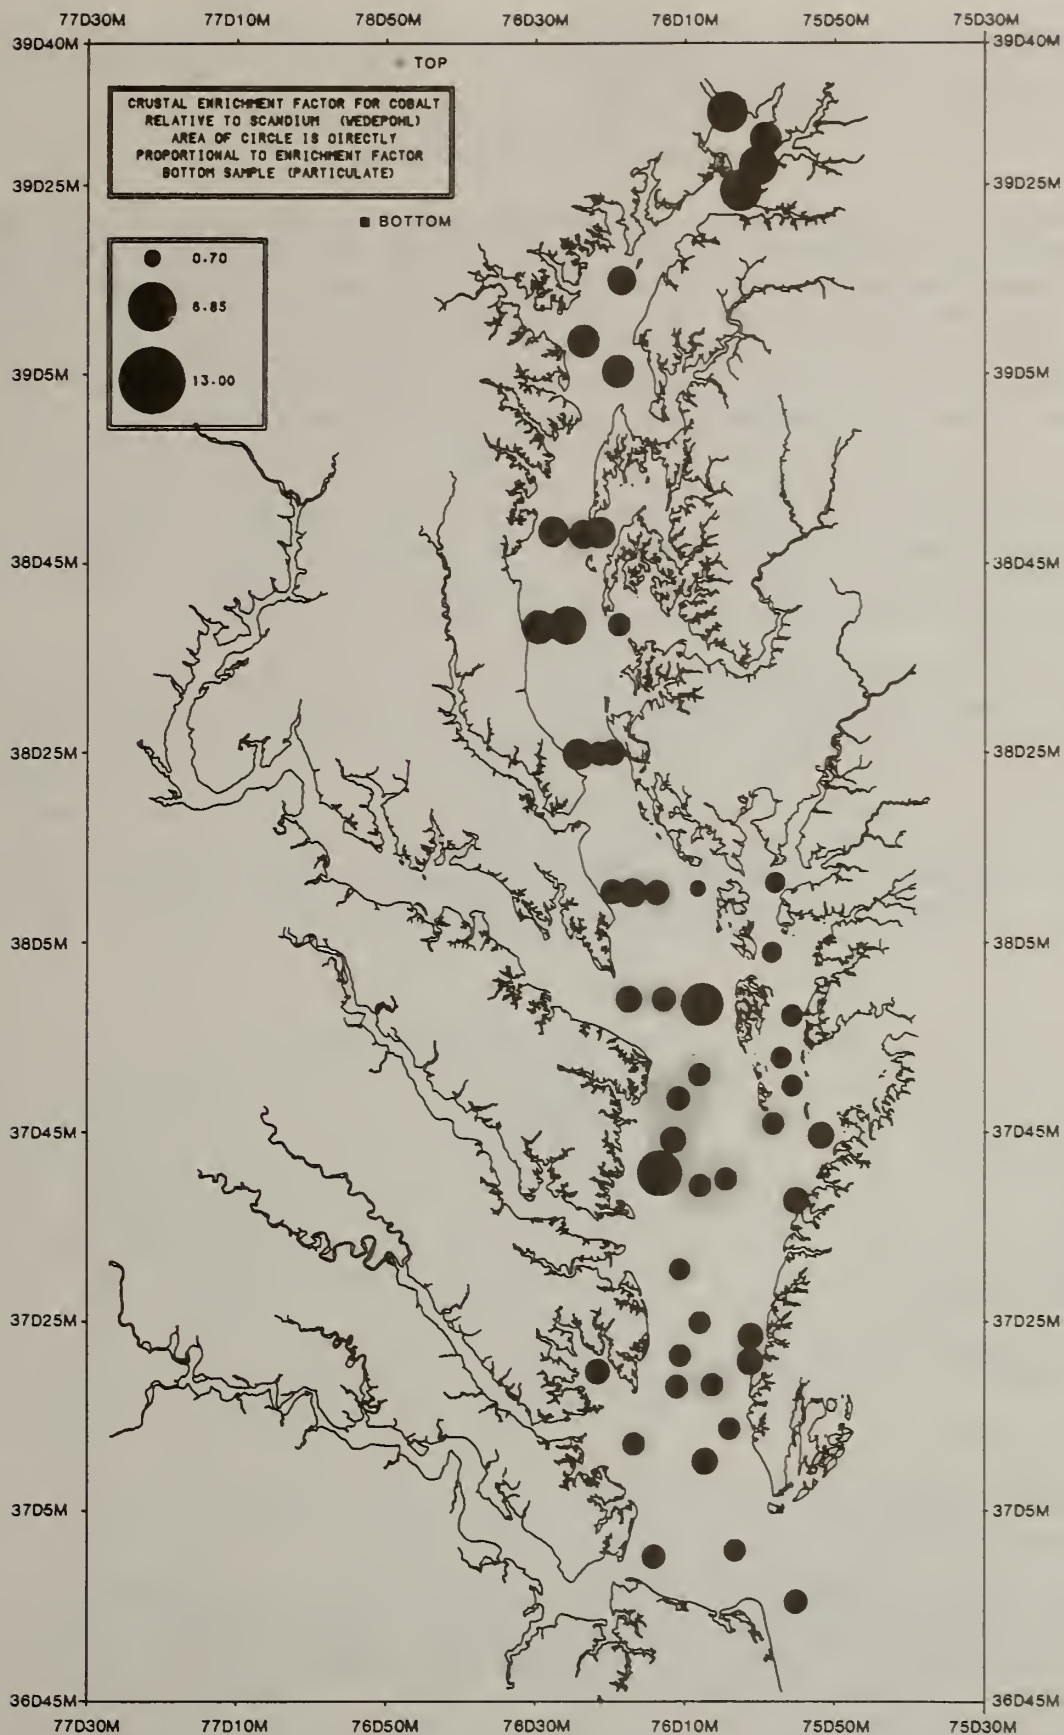 77D30M 77D10M 76D50M 76D30M 76D10M 75D50M 75D30M
39D40M 39D40M
TOP
CRUSTAL ENRICHMENT FACTOR FOR COBALT
RELATIVE TO SCANDIUM (WEDEPOHL)
AREA OF CIRCLE IS DIRECTLY
PROPORTIONAL TO ENRICHMENT FACTOR
BOTTOM SAMPLE (PARTICULATE)
39D25M 39D25M
BOTTOM
0.70
6.85
13.00
39D5M 39D5M
38D45M 38D45M
38D25M 38D25M
38D5M 38D5M
37D45M 37D45M
37D25M 37D25M
37D5M 37D5M
36D45M 36D45M
77D30M 77D10M 76D50M 76D30M 76D10M 75D50M 75D30M